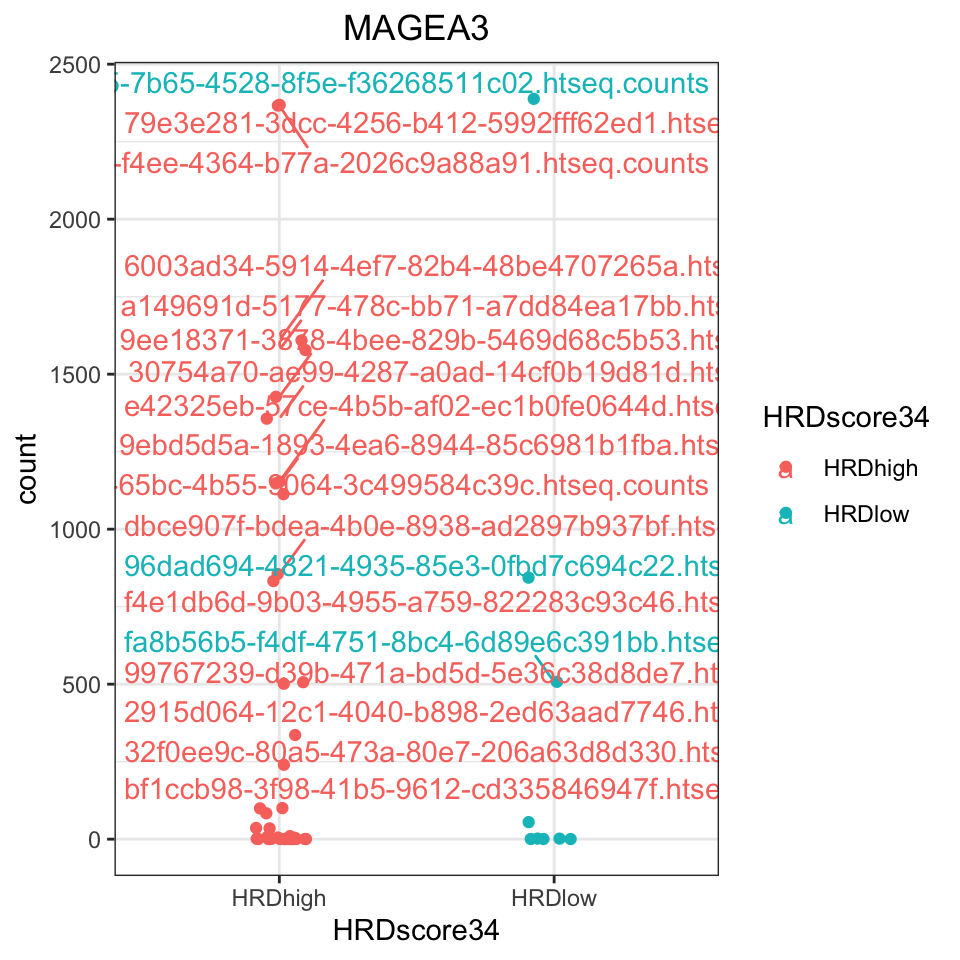 MAGEA3
2500
-7b65-4528-8f5e-f36268511c02.htseq.counts
79e3e281-3dcc-4256-b412-5992fff62ed1.htse
-f4ee-4364-b77a-2026c9a88a91.htseq.counts
2000
6003ad34-5914-4ef7-82b4-48be4707265a.hts
a149691d-5177-478c-bb71-a7dd84ea17bb.hts
9ee18371-3878-4bee-829b-5469d68c5b53.hts
1500
30754a70-ae99-4287-a0ad-14cf0b19d81d.hts
e42325eb-57ce-4b5b-af02-ec1b0fe0644d.hts
9ebd5d5a-1893-4ea6-8944-85c6981b1fba.hts
-65bc-4b55-9064-3c499584c39c.htseq.counts
1000
dbce907f-bdea-4b0e-8938-ad2897b937bf.hts
96dad694-4821-4935-85e3-0fbd7c694c22.hts
f4e1db6d-9b03-4955-a759-822283c93c46.hts
fa8b56b5-f4df-4751-8bc4-6d89e6c391bb.htse
99767239-d39b-471a-bd5d-5e36c38d8de7.ht
500
2915d064-12c1-4040-b898-2ed63aad7746.ht
32f0ee9c-80a5-473a-80e7-206a63d8d330.hts
bf1ccb98-3f98-41b5-9612-cd335846947f.htse
0
count
HRDhigh
HRDlow
HRDscore34
HRDscore34
a HRDhigh
a HRDlow